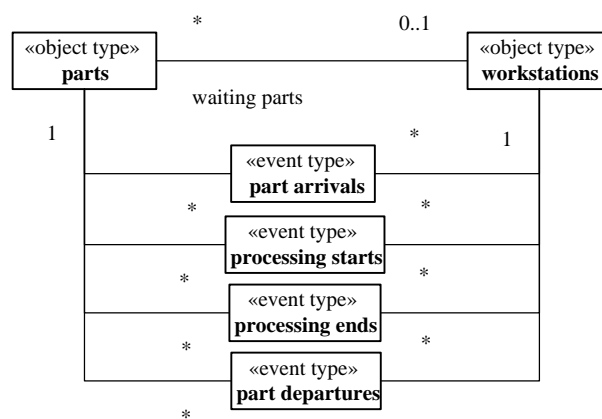 * 0..1
«object type»
parts
«object type»
workstations
waiting parts
1
* 1
«event type»
part arrivals
* *
«event type»
processing starts
* *
«event type»
processing ends
* *
«event type»
part departures
*